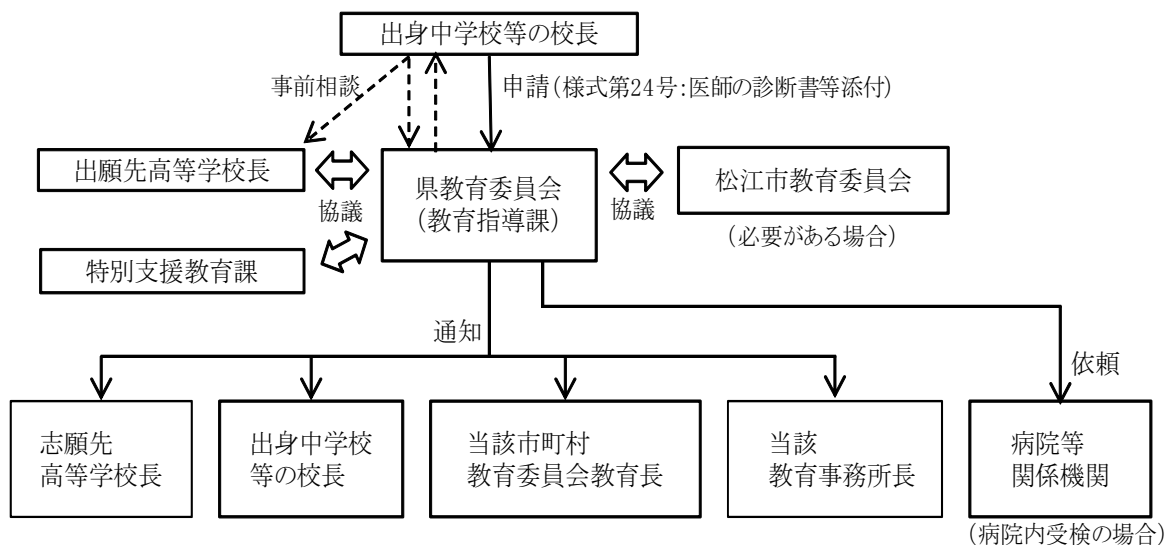 出身中学校等の校長
事前相談
申請（様式第24号：医師の診断書等添付）
出願先高等学校長
協議
県教育委員会
（教育指導課）
協議
松江市教育委員会
（必要がある場合）
特別支援教育課
通知
依頼
志願先
高等学校長
出身中学校
等の校長
当該市町村
教育委員会教育長
当該
教育事務所長
病院等
関係機関
（病院内受検の場合）